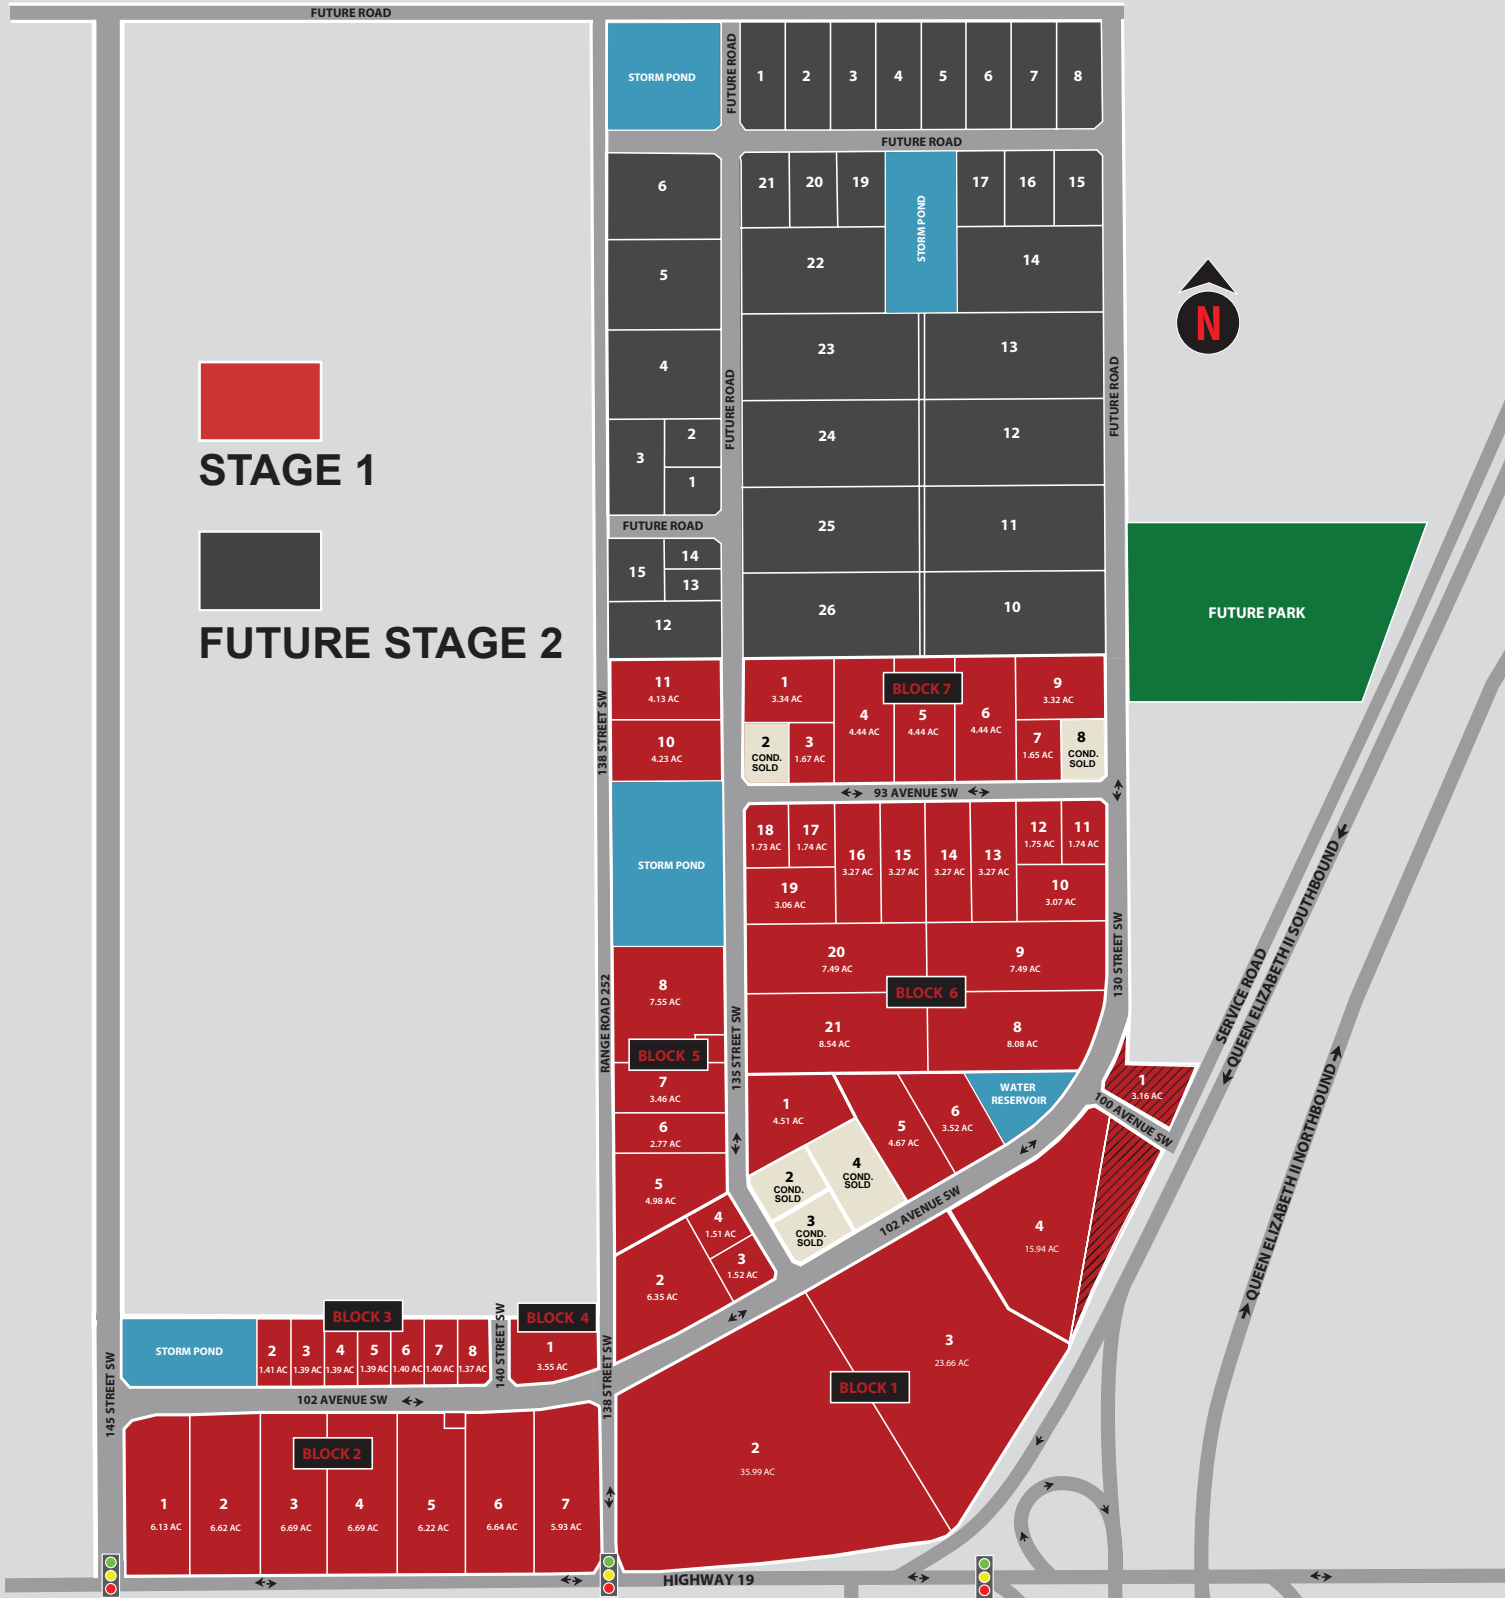 FUTURE ROAD
STORM POND
FUTURE ROAD
1 2 3 4 5 6 7 8
FUTURE ROAD
6
21 20 19
STORM POND
17 16 15
22
14
5
N
23
13
4
FUTURE ROAD
FUTURE ROAD
STAGE 1
24
12
3
2
1
FUTURE ROAD
25
11
15
14
13
12
26
10
FUTURE PARK
FUTURE STAGE 2
138 STREET SW
11
4.13 AC
10
4.23 AC
BLOCK 7
1
3.34 AC
2
COND.
SOLD
3
1.67 AC
4
4.44 AC
5
4.44 AC
6
4.44 AC
9
3.32 AC
7
1.65 AC
8
COND.
SOLD
93 AVENUE SW
STORM POND
18
1.73 AC
17
1.74 AC
16
3.27 AC
15
3.27 AC
14
3.27 AC
13
3.27 AC
12
1.75 AC
11
1.74 AC
19
3.06 AC
10
3.07 AC
20
7.49 AC
9
7.49 AC
BLOCK 6
21
8.54 AC
8
8.08 AC
130 STREET SW
SERVICE ROAD
QUEEN ELIZABETH II SOUTHBOUND
QUEEN ELIZABETH II NORTHBOUND
RANGE ROAD 252
8
7.55 AC
BLOCK 5
7
3.46 AC
6
2.77 AC
5
4.98 AC
4
1.51 AC
3
1.52 AC
2
6.35 AC
135 STREET SW
1
4.51 AC
2
COND.
SOLD
3
COND.
SOLD
4
COND.
SOLD
5
4.67 AC
6
3.52 AC
WATER
RESERVOIR
1
3.16 AC
100 AVENUE SW
102 AVENUE SW
4
15.94 AC
3
23.66 AC
BLOCK 1
2
35.99 AC
BLOCK 3
STORM POND
2
1.41 AC
3
1.39 AC
4
1.39 AC
5
1.39 AC
6
1.40 AC
7
1.40 AC
8
1.37 AC
140 STREET SW
BLOCK 4
1
3.55 AC
145 STREET SW
102 AVENUE SW
138 STREET SW
BLOCK 2
1
6.13 AC
2
6.62 AC
3
6.69 AC
4
6.69 AC
5
6.22 AC
6
6.64 AC
7
5.93 AC
HIGHWAY 19